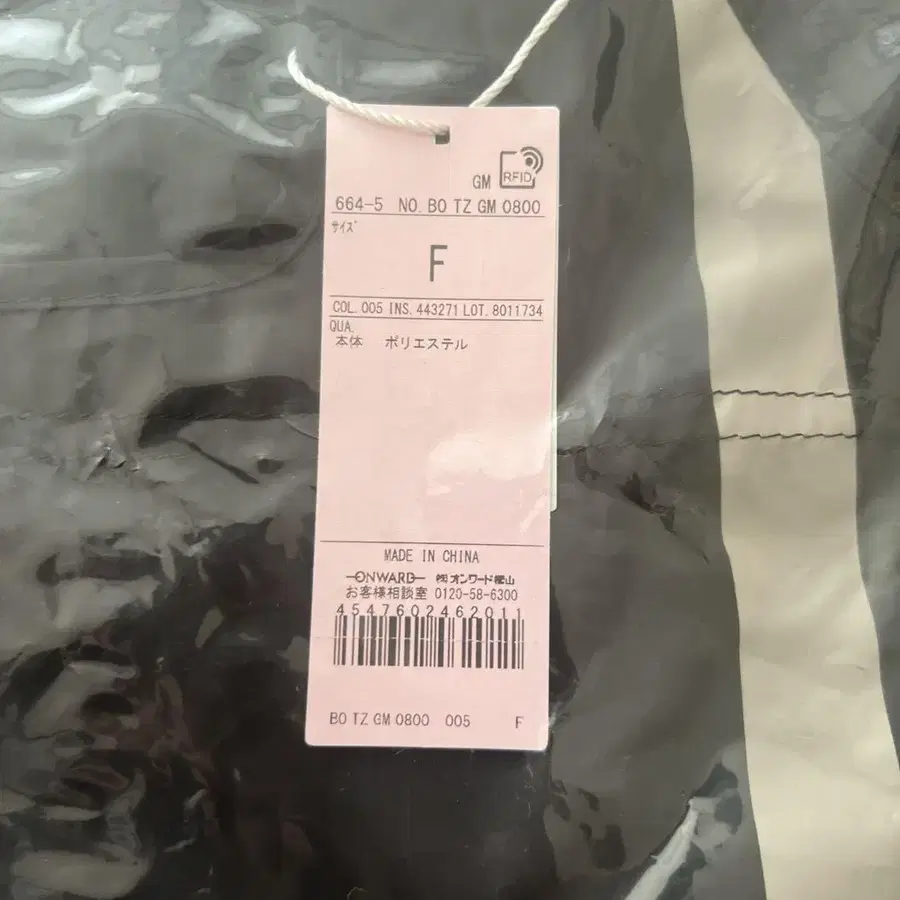 GM RFID
664-5 NO. BO TZ GM 0800
サイズ
F
COL. 005 INS. 443271 LOT. 8011734
QUA.
本体 ポリエステル
MADE IN CHINA
ONWARD ㈱オンワード樫山
お客様相談室 0120-58-6300
4547602462011
BO TZ GM 0800 005 F